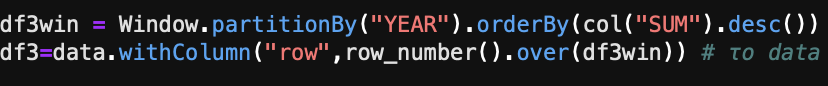 df3win = Window.partitionBy("YEAR").orderBy(col("SUM").desc())
df3=data.withColumn("row",row_number().over(df3win)) # το data